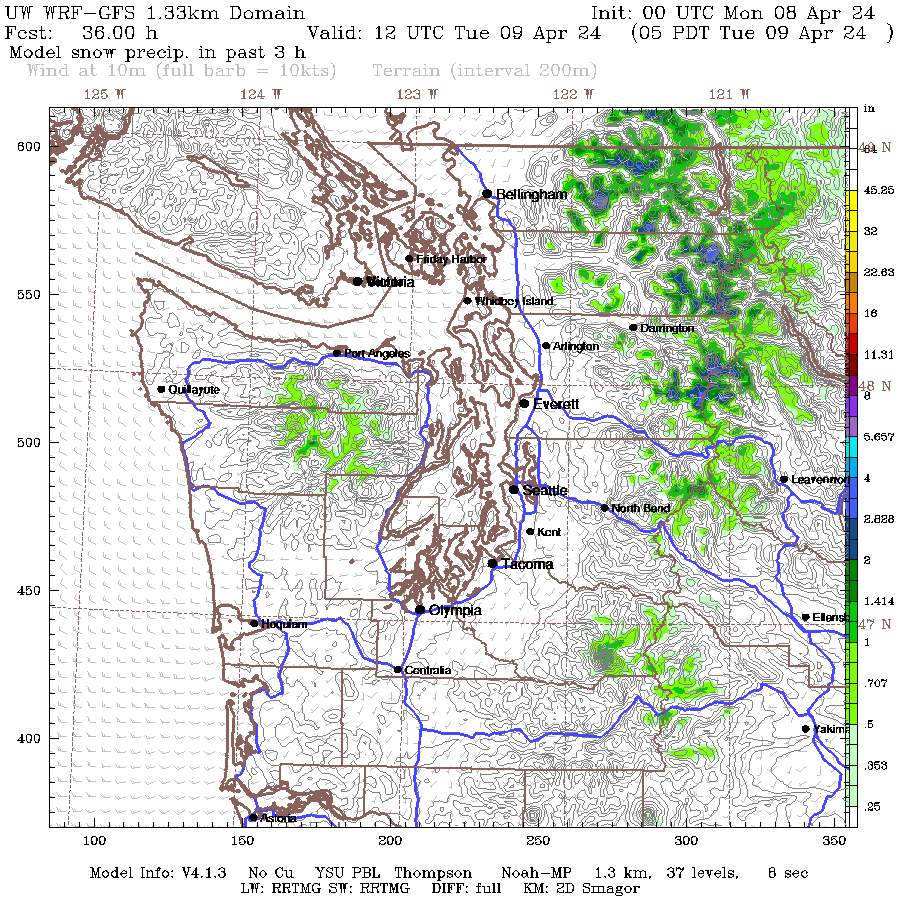 UW WRF-GFS 1.33km Domain Init: 00 UTC Mon 08 Apr 24
Fcst: 36.00 h Valid: 12 UTC Tue 09 Apr 24 (05 PDT Tue 09 Apr 24 )
Model snow precip. in past 3 h
Wind at 10m (full barb = 10kts) Terrain (interval 200m)
125 W 124 W 123 W 122 W 121 W
in
600
64
N
Bellingham
45.25
32
Friday Harbor
22.63
Victoria
550
Whidbey Island
16
Darrington
Arlington
Port Angeles
11.31
Quillayute
48 N
8
Everett
500
5.657
Leavenwor
4
Seattle
North Bend
2.828
Kent
Tacoma
2
450
1.414
Olympia
Ellens
Hoquiam
47 N
1
Centralia
.707
.5
Yakima
400
.353
.25
Astoria
100 150 200 250 300 350
Model Info: V4.1.3 No Cu YSU PBL Thompson Noah-MP 1.3 km, 37 levels, 8 sec
LW: RRTMG SW: RRTMG DIFF: full KM: 2D Smagor